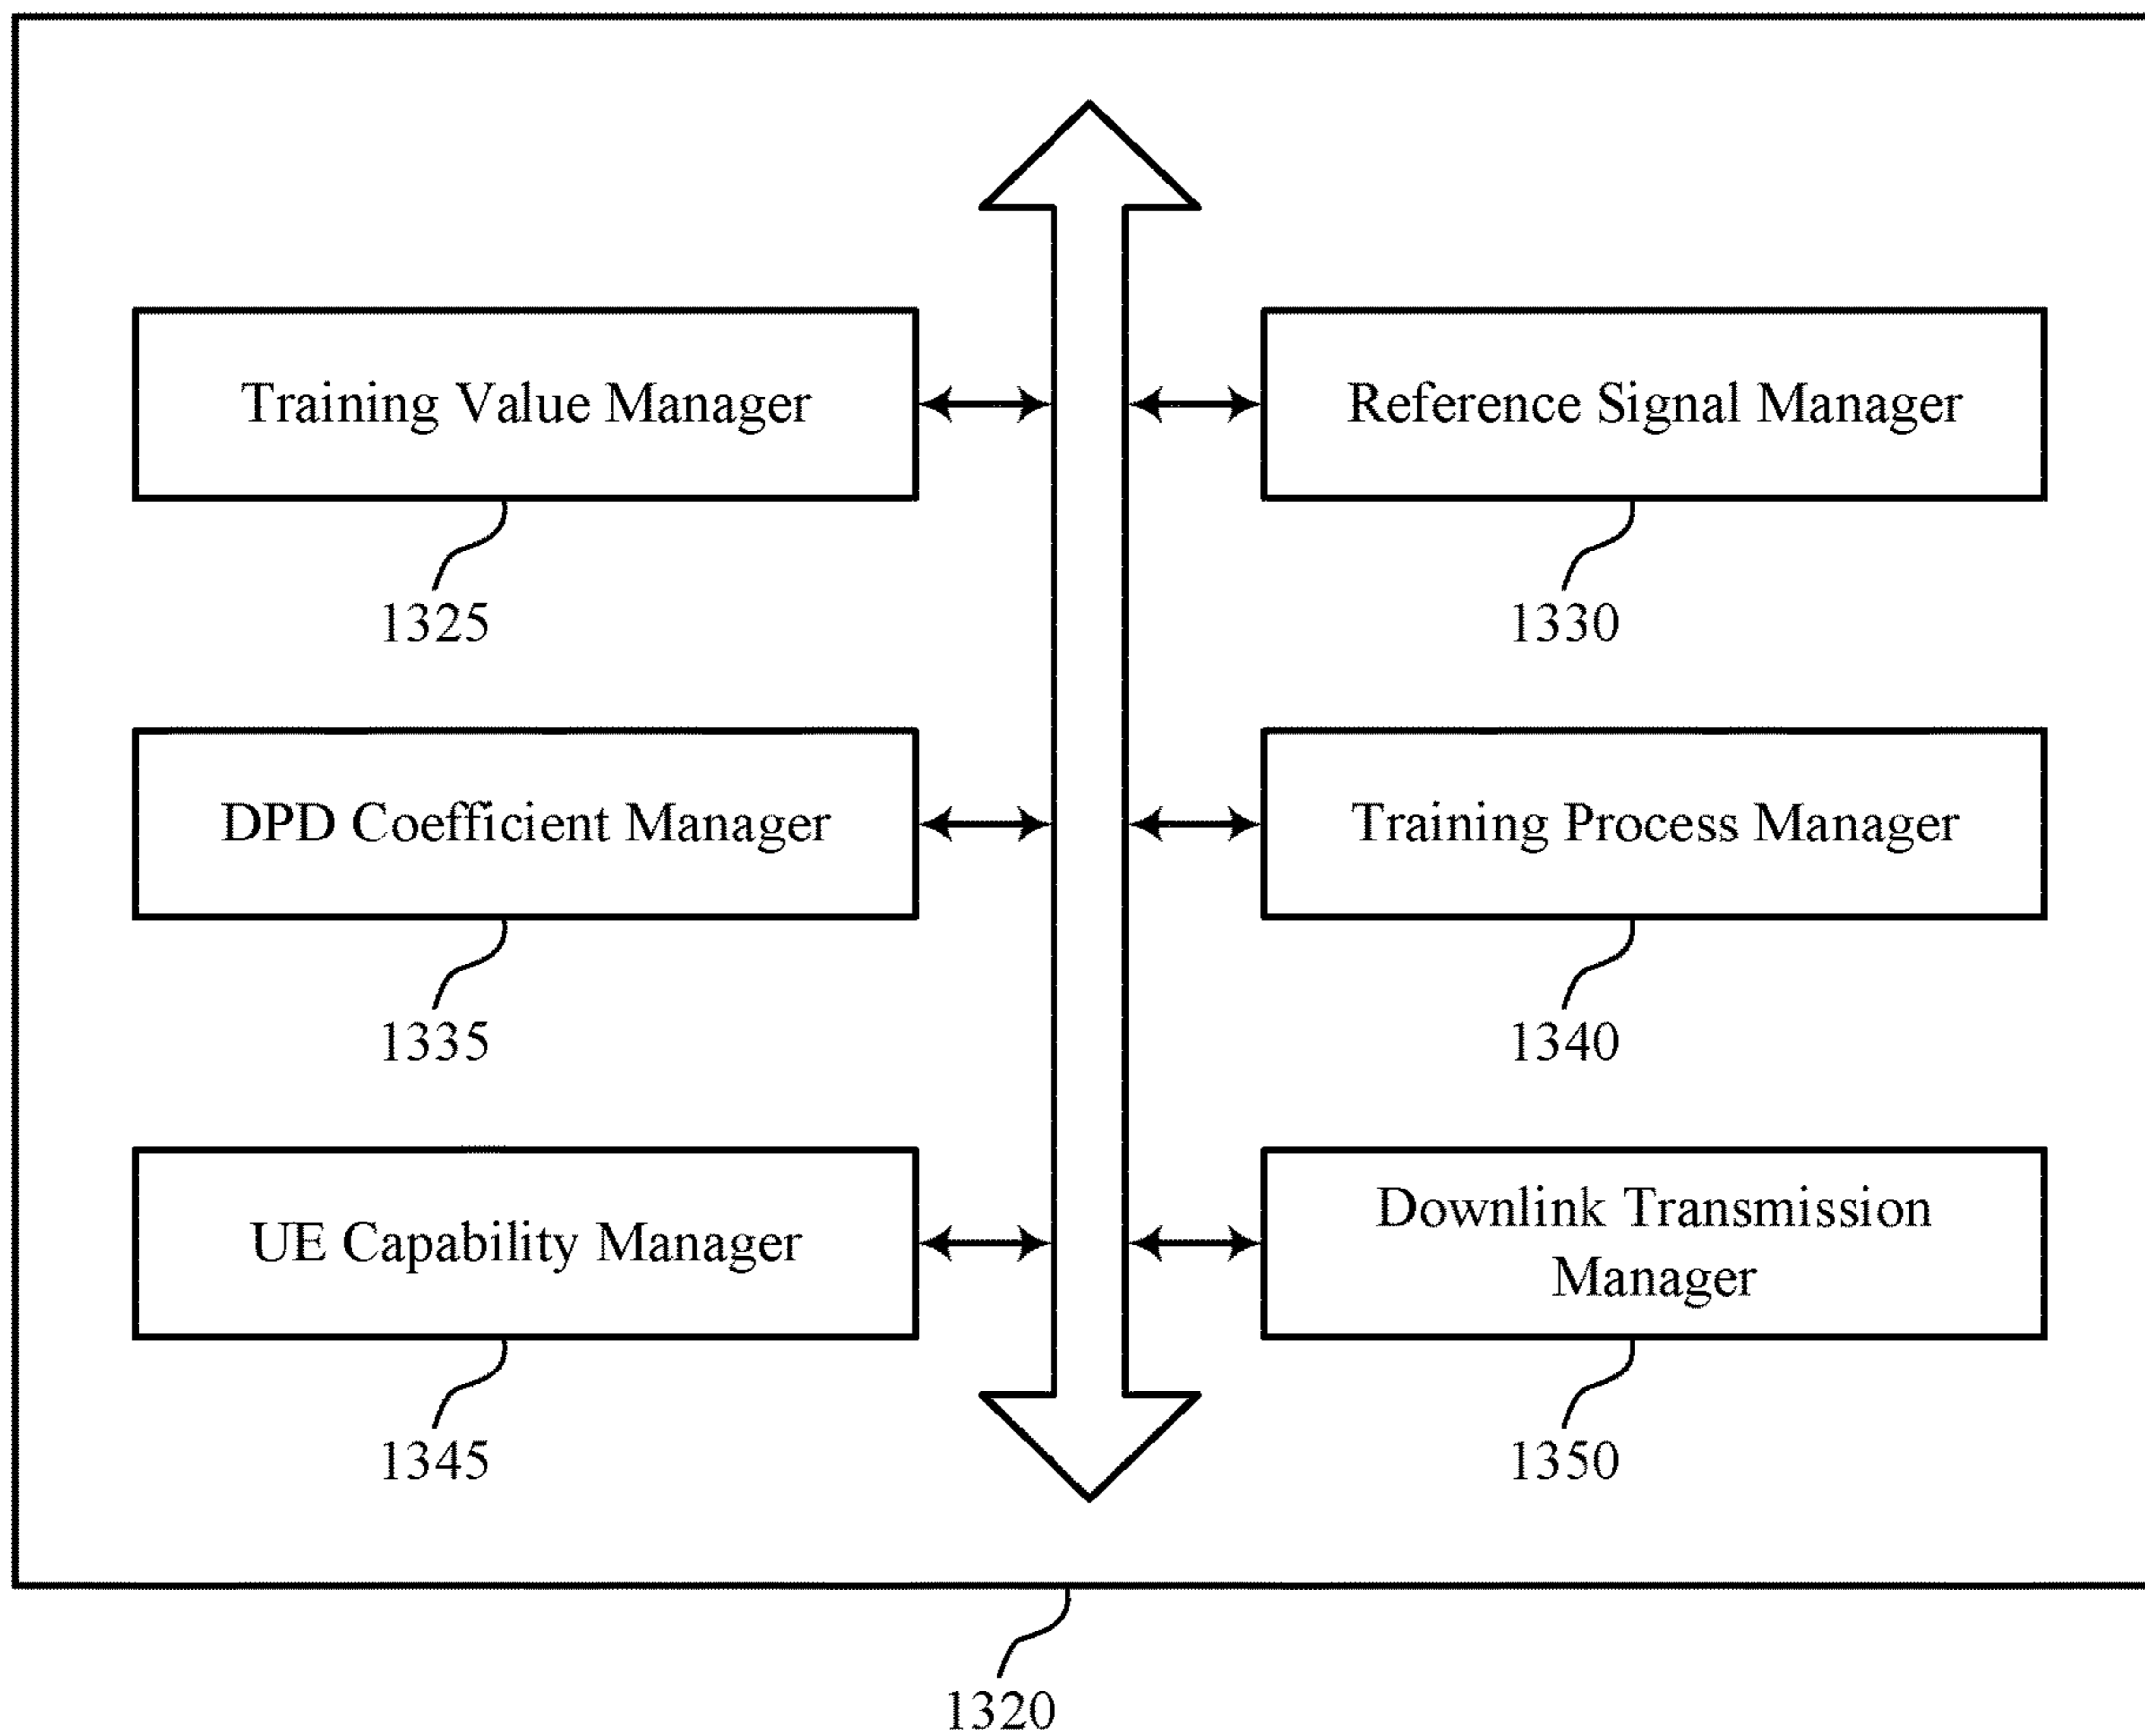 Training Value Manager
Reference Signal Manager
1325
1330
DPD Coefficient Manager
Training Process Manager
1335
1340
UE Capability Manager
Downlink Transmission
Manager
1345
1350
1320